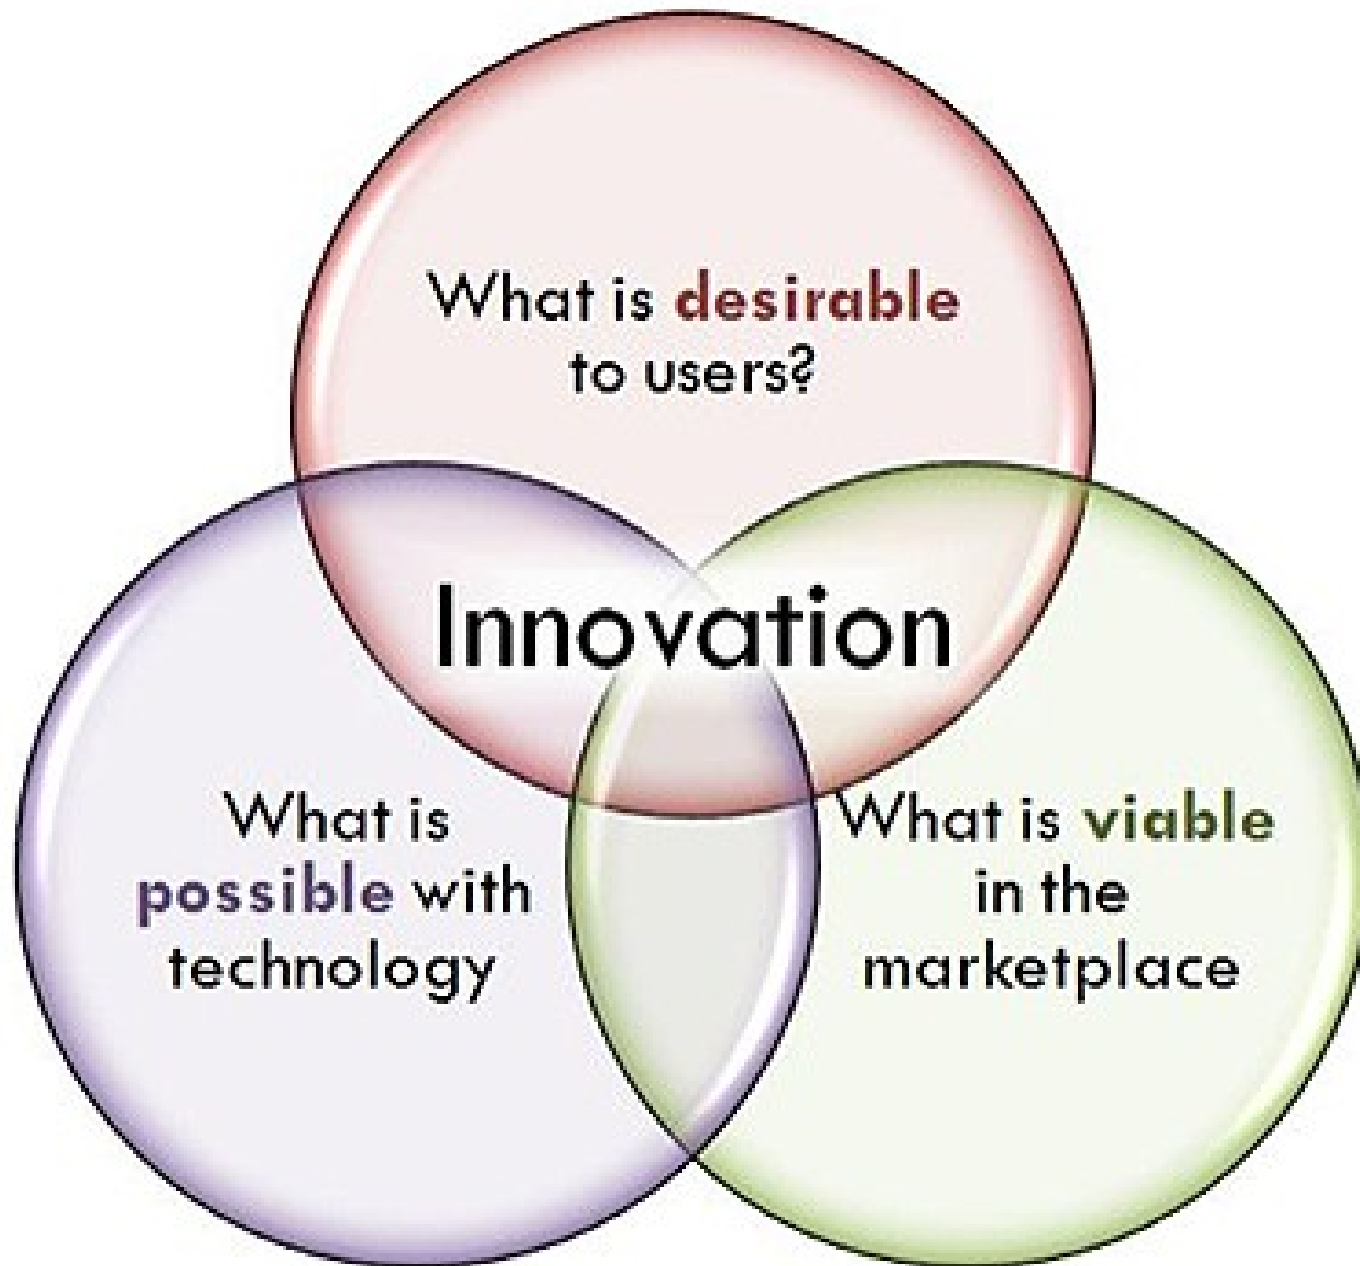 What is desirable
to users?
Innovation
What is
possible with
technology
What is viable
in the
marketplace